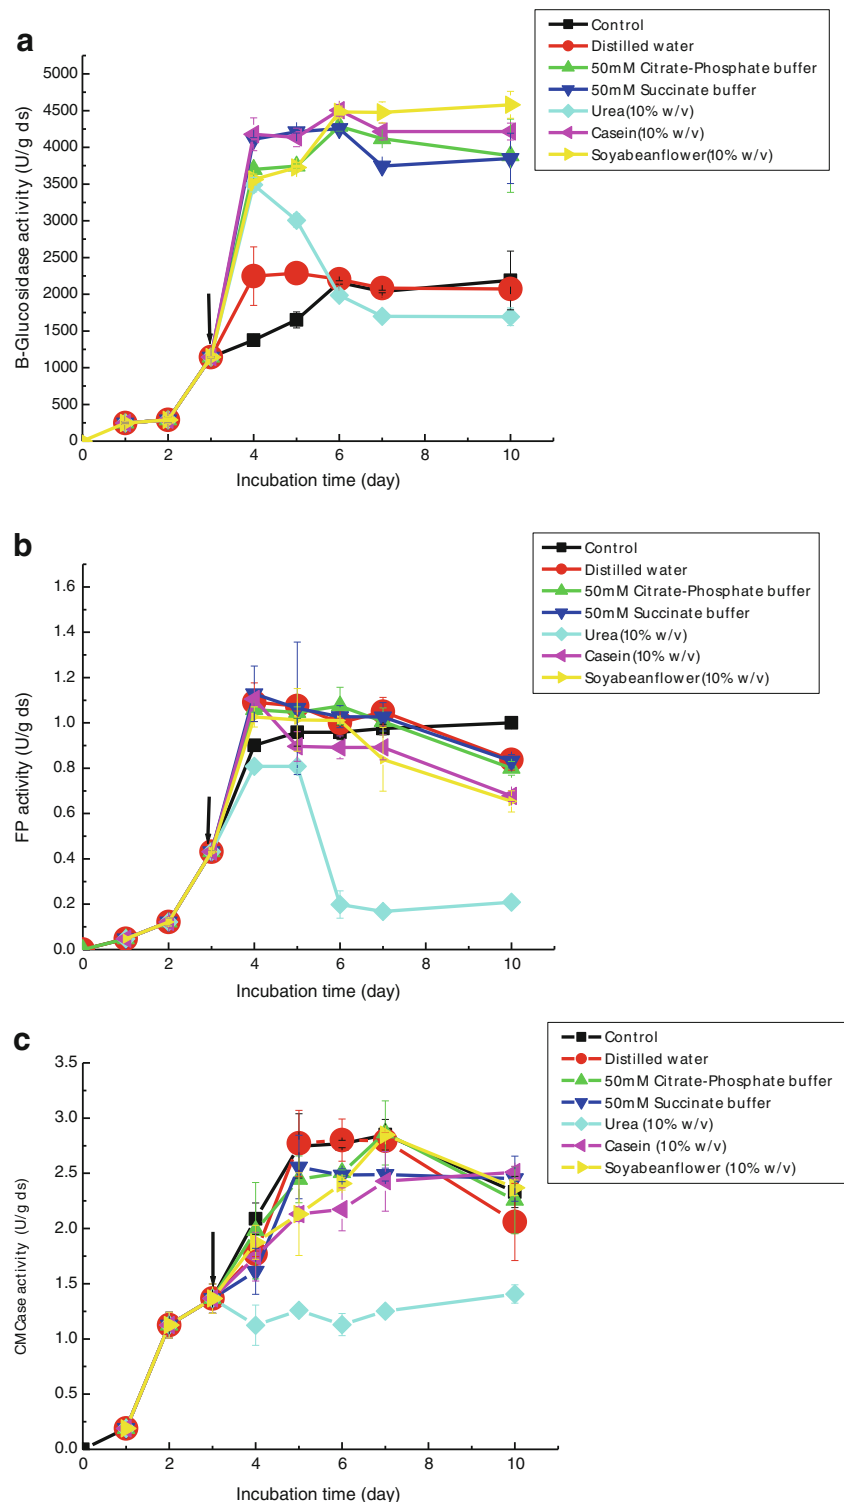 a
Control
Distilled water
50mM Citrate-Phosphate buffer
50mM Succinate buffer
Urea(10% w/v)
Casein(10% w/v)
Soyabeanflower(10% w/v)
B-Glucosidase activity (U/g ds)
5000
4500
4000
3500
3000
2500
2000
1500
1000
500
0
0 2 4 6 8 10
Incubation time (day)
b
Control
Distilled water
50mM Citrate-Phosphate buffer
50mM Succinate buffer
Urea(10% w/v)
Casein(10% w/v)
Soyabeanflower(10% w/v)
FP activity (U/g ds)
1.6
1.4
1.2
1.0
0.8
0.6
0.4
0.2
0.0
0 2 4 6 8 10
Incubation time (day)
c
Control
Distilled water
50mM Citrate-Phosphate buffer
50mM Succinate buffer
Urea (10% w/v)
Casein (10% w/v)
Soyabeanflower (10% w/v)
CMCase activity (U/g ds)
3.5
3.0
2.5
2.0
1.5
1.0
0.5
0.0
0 2 4 6 8 10
Incubation time (day)